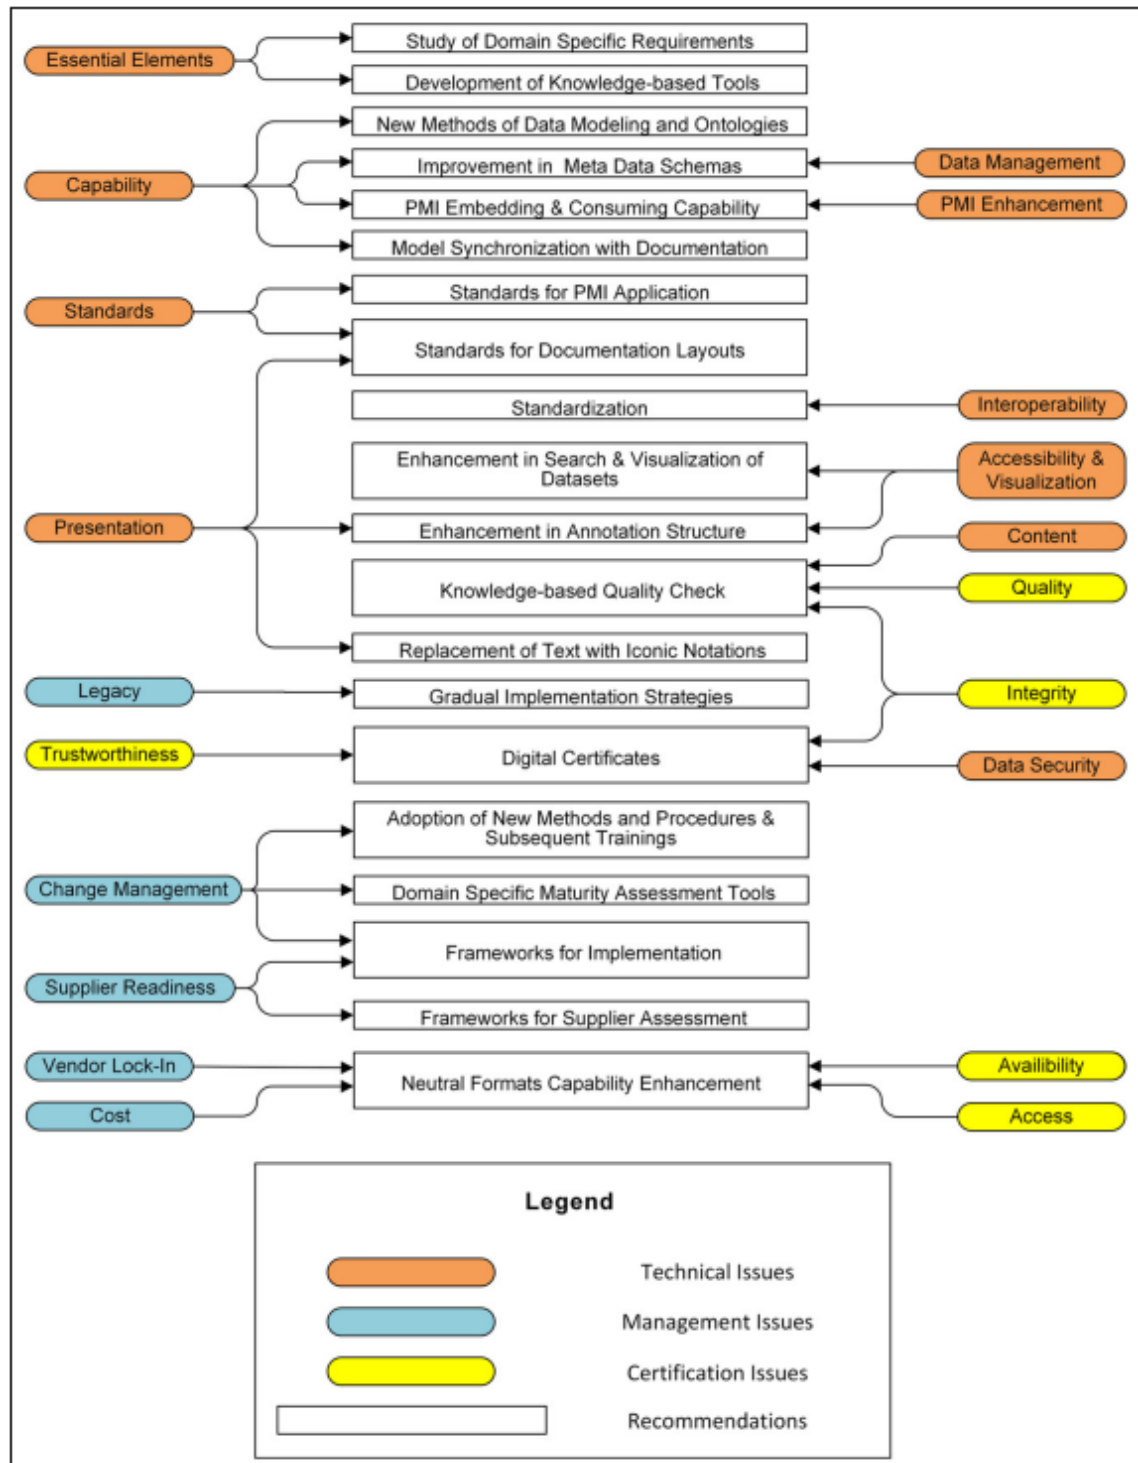 Study of Domain Specific Requirements
Essential Elements
Development of Knowledge-based Tools
New Methods of Data Modeling and Ontologies
Improvement in Meta Data Schemas
Data Management
Capability
PMI Embedding & Consuming Capability
PMI Enhancement
Model Synchronization with Documentation
Standards for PMI Application
Standards
Standards for Documentation Layouts
Standardization
Interoperability
Enhancement in Search & Visualization of
Datasets
Accessibility &
Visualization
Presentation
Enhancement in Annotation Structure
Content
Knowledge-based Quality Check
Quality
Replacement of Text with Iconic Notations
Legacy
Gradual Implementation Strategies
Integrity
Trustworthiness
Digital Certificates
Data Security
Adoption of New Methods and Procedures &
Subsequent Trainings
Change Management
Domain Specific Maturity Assessment Tools
Frameworks for Implementation
Supplier Readiness
Frameworks for Supplier Assessment
Vendor Lock-In
Neutral Formats Capability Enhancement
Availibility
Cost
Access
Legend
Technical Issues
Management Issues
Certification Issues
Recommendations